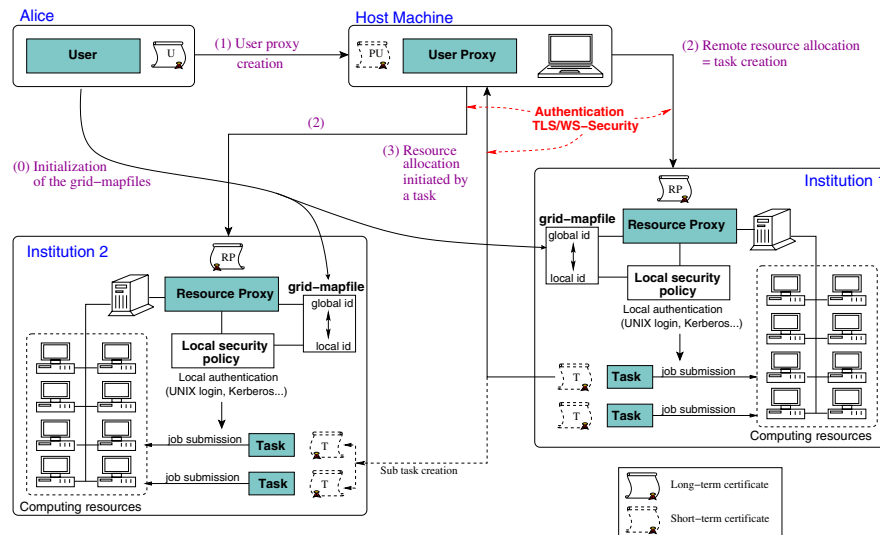 Alice
Host Machine
User
U
(1) User proxy
creation
PU
User Proxy
(2) Remote resource allocation
= task creation
Authentication
TLS/WS−Security
(2)
(3) Resource
allocation
initiated by
a task
(0) Initialization
of the grid−mapfiles
Institution 1
RP
grid−mapfile
global id
local id
Resource Proxy
Local security
policy
Local authentication
(UNIX login, Kerberos...)
T
Task
job submission
T
Task
job submission
Computing resources
Institution 2
RP
Resource Proxy
grid−mapfile
global id
local id
Local security
policy
Local authentication
(UNIX login, Kerberos...)
job submission
Task
T
job submission
Task
T
Sub task creation
Computing resources
Long−term certificate
Short−term certificate